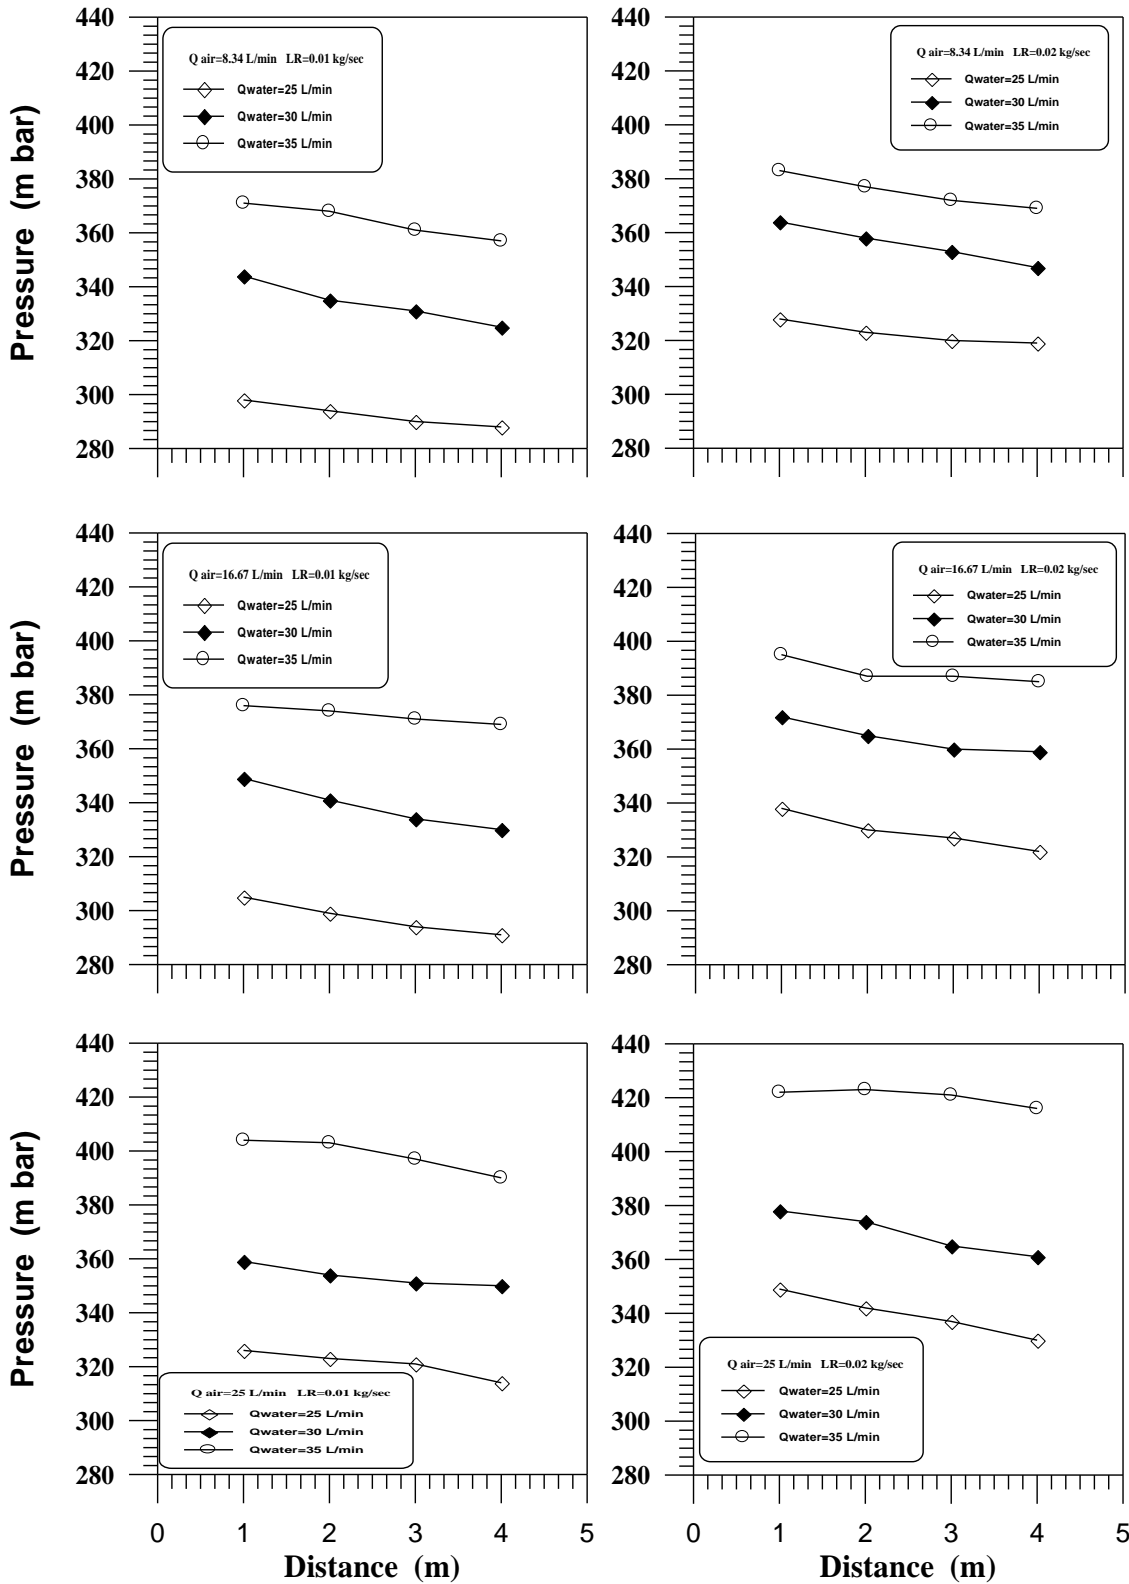 440
420
400
380
360
340
320
300
280
Pressure (m bar)
Q air=8.34 L/min LR=0.01 kg/sec
Qwater=25 L/min
Qwater=30 L/min
Qwater=35 L/min
440
420
400
380
360
340
320
300
280
Q air=8.34 L/min LR=0.02 kg/sec
Qwater=25 L/min
Qwater=30 L/min
Qwater=35 L/min
440
420
400
380
360
340
320
300
280
Pressure (m bar)
Q air=16.67 L/min LR=0.01 kg/sec
Qwater=25 L/min
Qwater=30 L/min
Qwater=35 L/min
440
420
400
380
360
340
320
300
280
Q air=16.67 L/min LR=0.02 kg/sec
Qwater=25 L/min
Qwater=30 L/min
Qwater=35 L/min
440
420
400
380
360
340
320
300
280
Pressure (m bar)
Q air=25 L/min LR=0.01 kg/sec
Qwater=25 L/min
Qwater=30 L/min
Qwater=35 L/min
0 1 2 3 4 5
Distance (m)
440
420
400
380
360
340
320
300
280
Q air=25 L/min LR=0.02 kg/sec
Qwater=25 L/min
Qwater=30 L/min
Qwater=35 L/min
0 1 2 3 4 5
Distance (m)